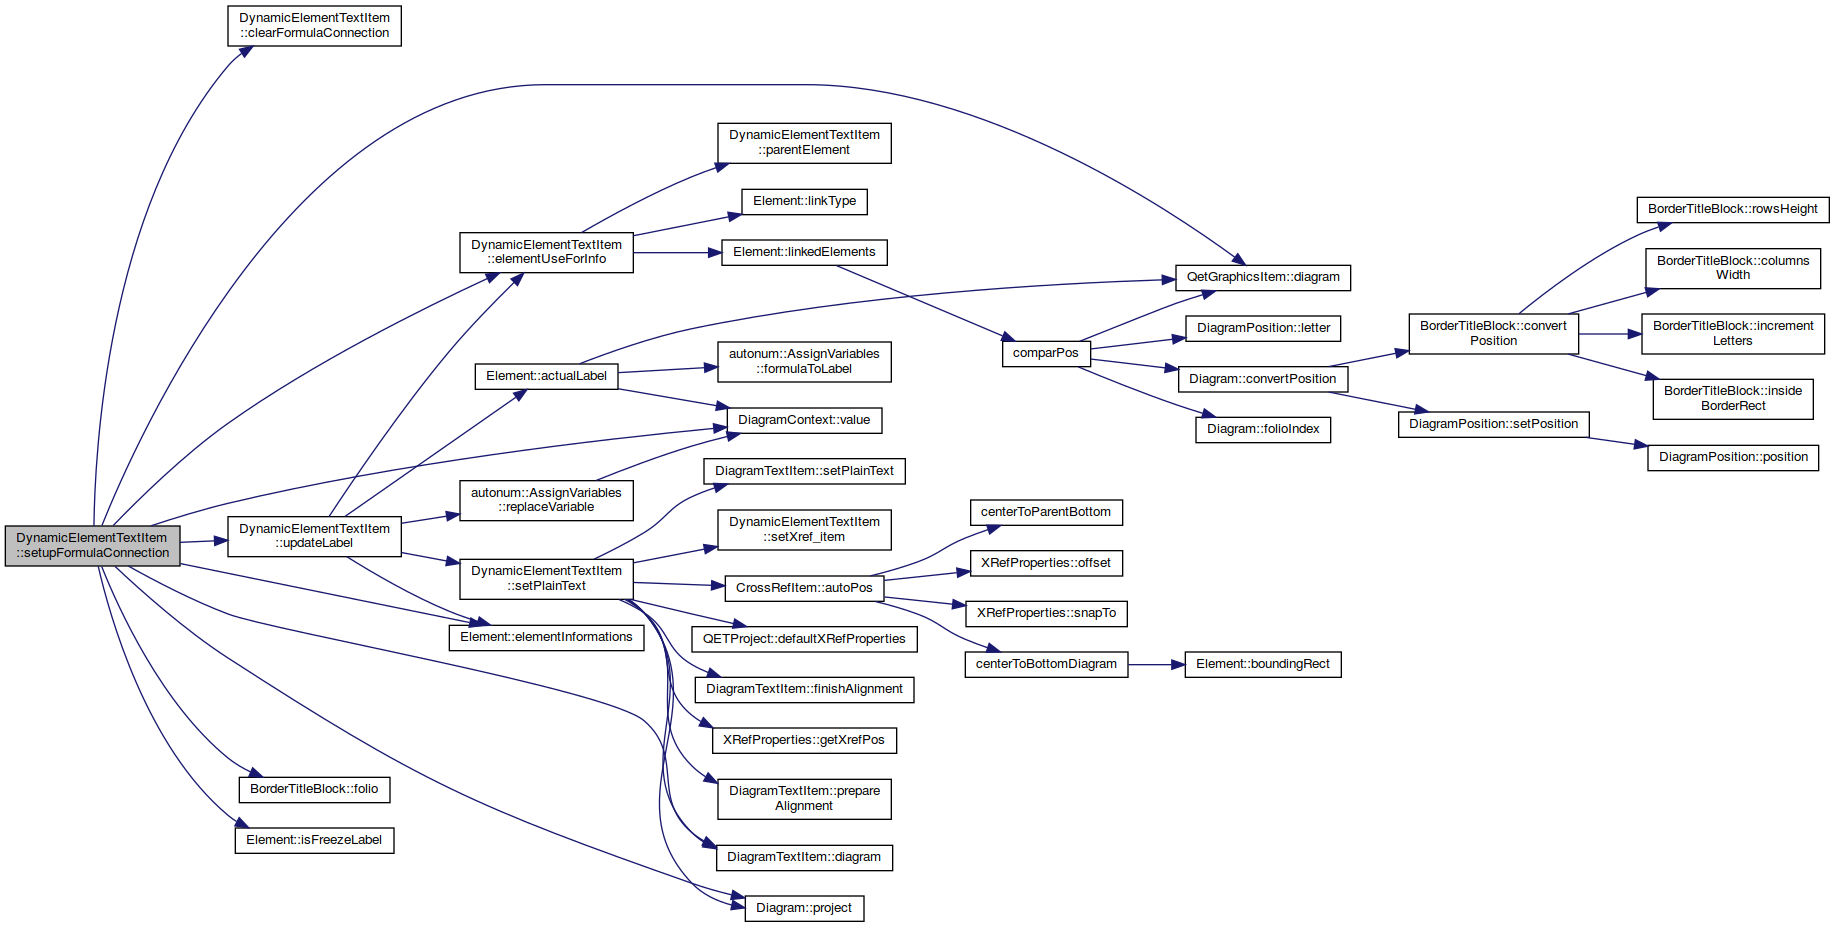 DynamicElementTextItem
::clearFormulaConnection
DynamicElementTextItem
::parentElement
Element::linkType
DynamicElementTextItem
::elementUseForInfo
Element::linkedElements
QetGraphicsItem::diagram
BorderTitleBlock::rowsHeight
BorderTitleBlock::columns
Width
DiagramPosition::letter
BorderTitleBlock::convert
Position
BorderTitleBlock::increment
Letters
comparPos
autonum::AssignVariables
::formulaToLabel
Element::actualLabel
Diagram::convertPosition
BorderTitleBlock::inside
BorderRect
DiagramContext::value
Diagram::folioIndex
DiagramPosition::setPosition
DiagramPosition::position
DiagramTextItem::setPlainText
autonum::AssignVariables
::replaceVariable
DynamicElementTextItem
::setXref_item
centerToParentBottom
DynamicElementTextItem
::setupFormulaConnection
DynamicElementTextItem
::updateLabel
XRefProperties::offset
DynamicElementTextItem
::setPlainText
CrossRefItem::autoPos
XRefProperties::snapTo
Element::elementInformations
QETProject::defaultXRefProperties
centerToBottomDiagram
Element::boundingRect
DiagramTextItem::finishAlignment
XRefProperties::getXrefPos
BorderTitleBlock::folio
DiagramTextItem::prepare
Alignment
Element::isFreezeLabel
DiagramTextItem::diagram
Diagram::project